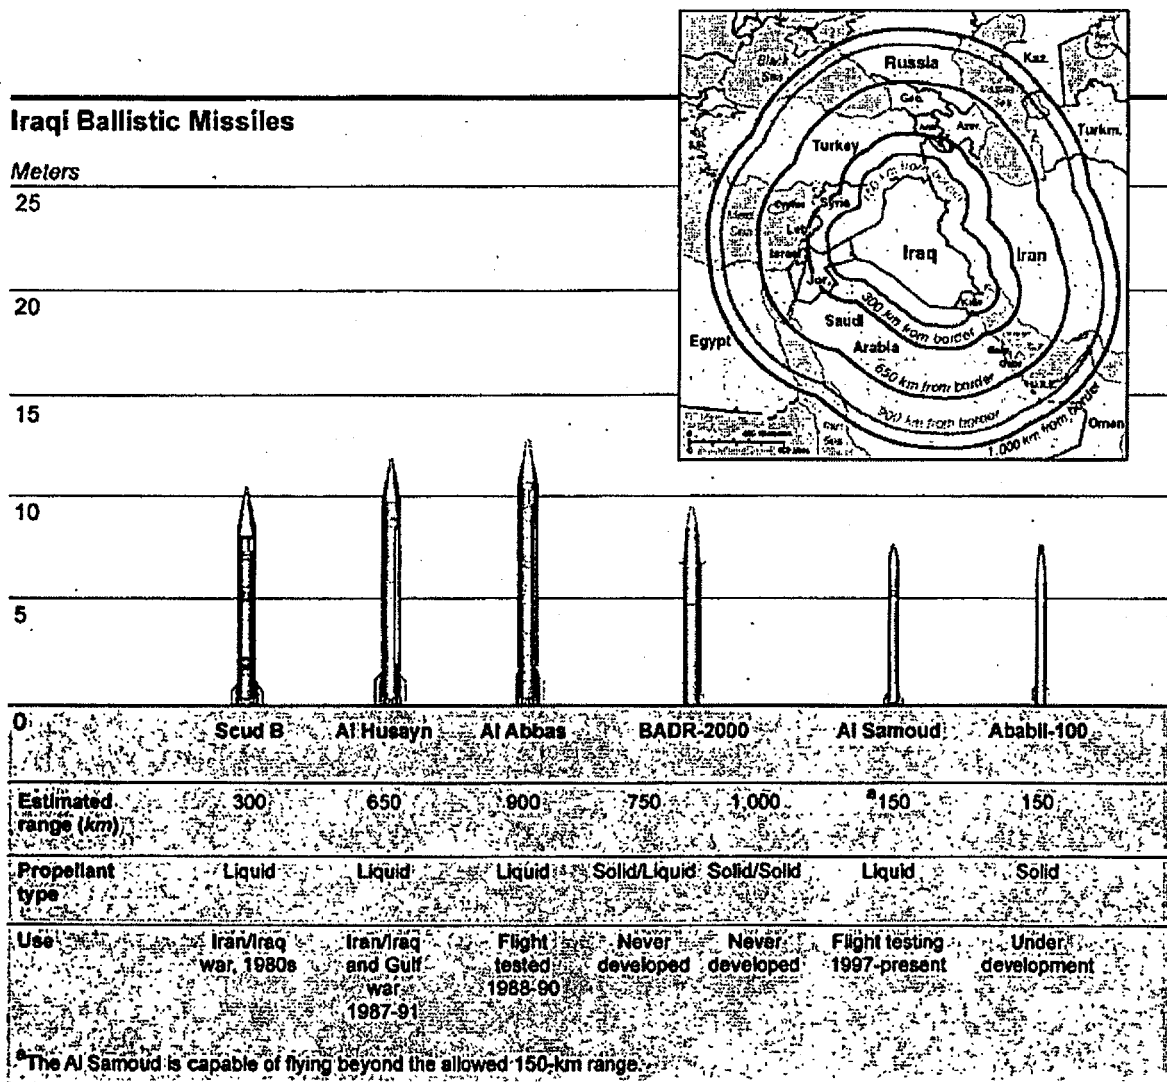 Iraqi Ballistic Missiles
Meters
25
20
15
10
5
0
Black
Russia
Kaz.
Geo.
Azer.
Turkm.
Turkey
Syria
Israel
Iraq
Iran
Jor.
Saudi
Arabia
Egypt
Oman
300 km from border
650 km from border
900 km from border
1,000 km from border
Scud B Al Husayn Al Abbas BADR-2000 Al Samoud Ababil-100
Estimated 300 650 900 750 1,000 a150 150
range (km)
Propellant Liquid Liquid Liquid Solid/Liquid Solid/Solid Liquid Solid
type
Use Iran/Iraq Iran/Iraq Flight Never Never Flight testing Under
war, 1980s and Gulf tested developed developed 1997-present development
war 1988-90
1987-91
aThe Al Samoud is capable of flying beyond the allowed 150-km range.